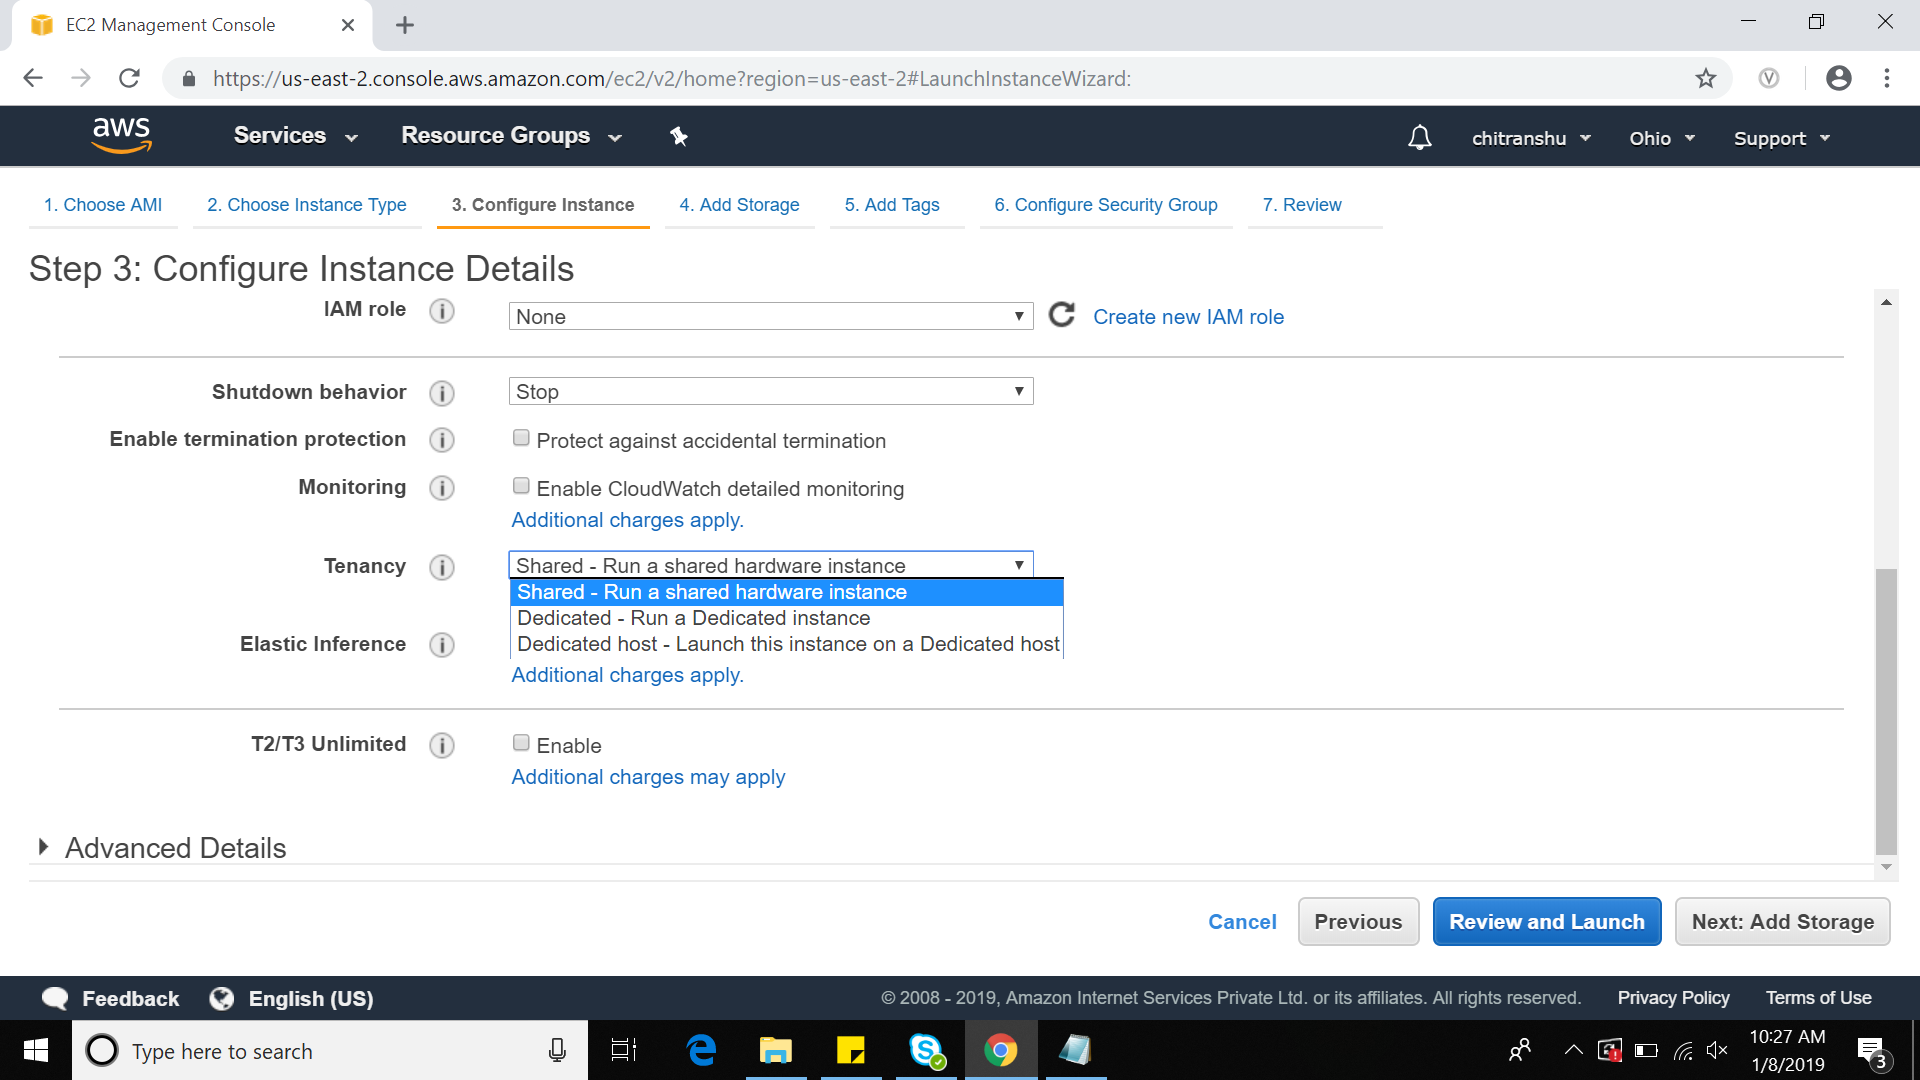 EC2 Management Console
https://us-east-2.console.aws.amazon.com/ec2/v2/home?region=us-east-2#LaunchInstanceWizard:
aws Services Resource Groups chitranshu Ohio Support
1. Choose AMI 2. Choose Instance Type 3. Configure Instance 4. Add Storage 5. Add Tags 6. Configure Security Group 7. Review
Step 3: Configure Instance Details
IAM role i None Create new IAM role
Shutdown behavior i Stop
Enable termination protection i Protect against accidental termination
Monitoring i Enable CloudWatch detailed monitoring
Additional charges apply.
Tenancy i Shared - Run a shared hardware instance
Shared - Run a shared hardware instance
Dedicated - Run a Dedicated instance
Elastic Inference i Dedicated host - Launch this instance on a Dedicated host
Additional charges apply.
T2/T3 Unlimited i Enable
Additional charges may apply
Advanced Details
Cancel Previous Review and Launch Next: Add Storage
Feedback English (US) © 2008 - 2019, Amazon Internet Services Private Ltd. or its affiliates. All rights reserved. Privacy Policy Terms of Use
Type here to search
10:27 AM
1/8/2019
3